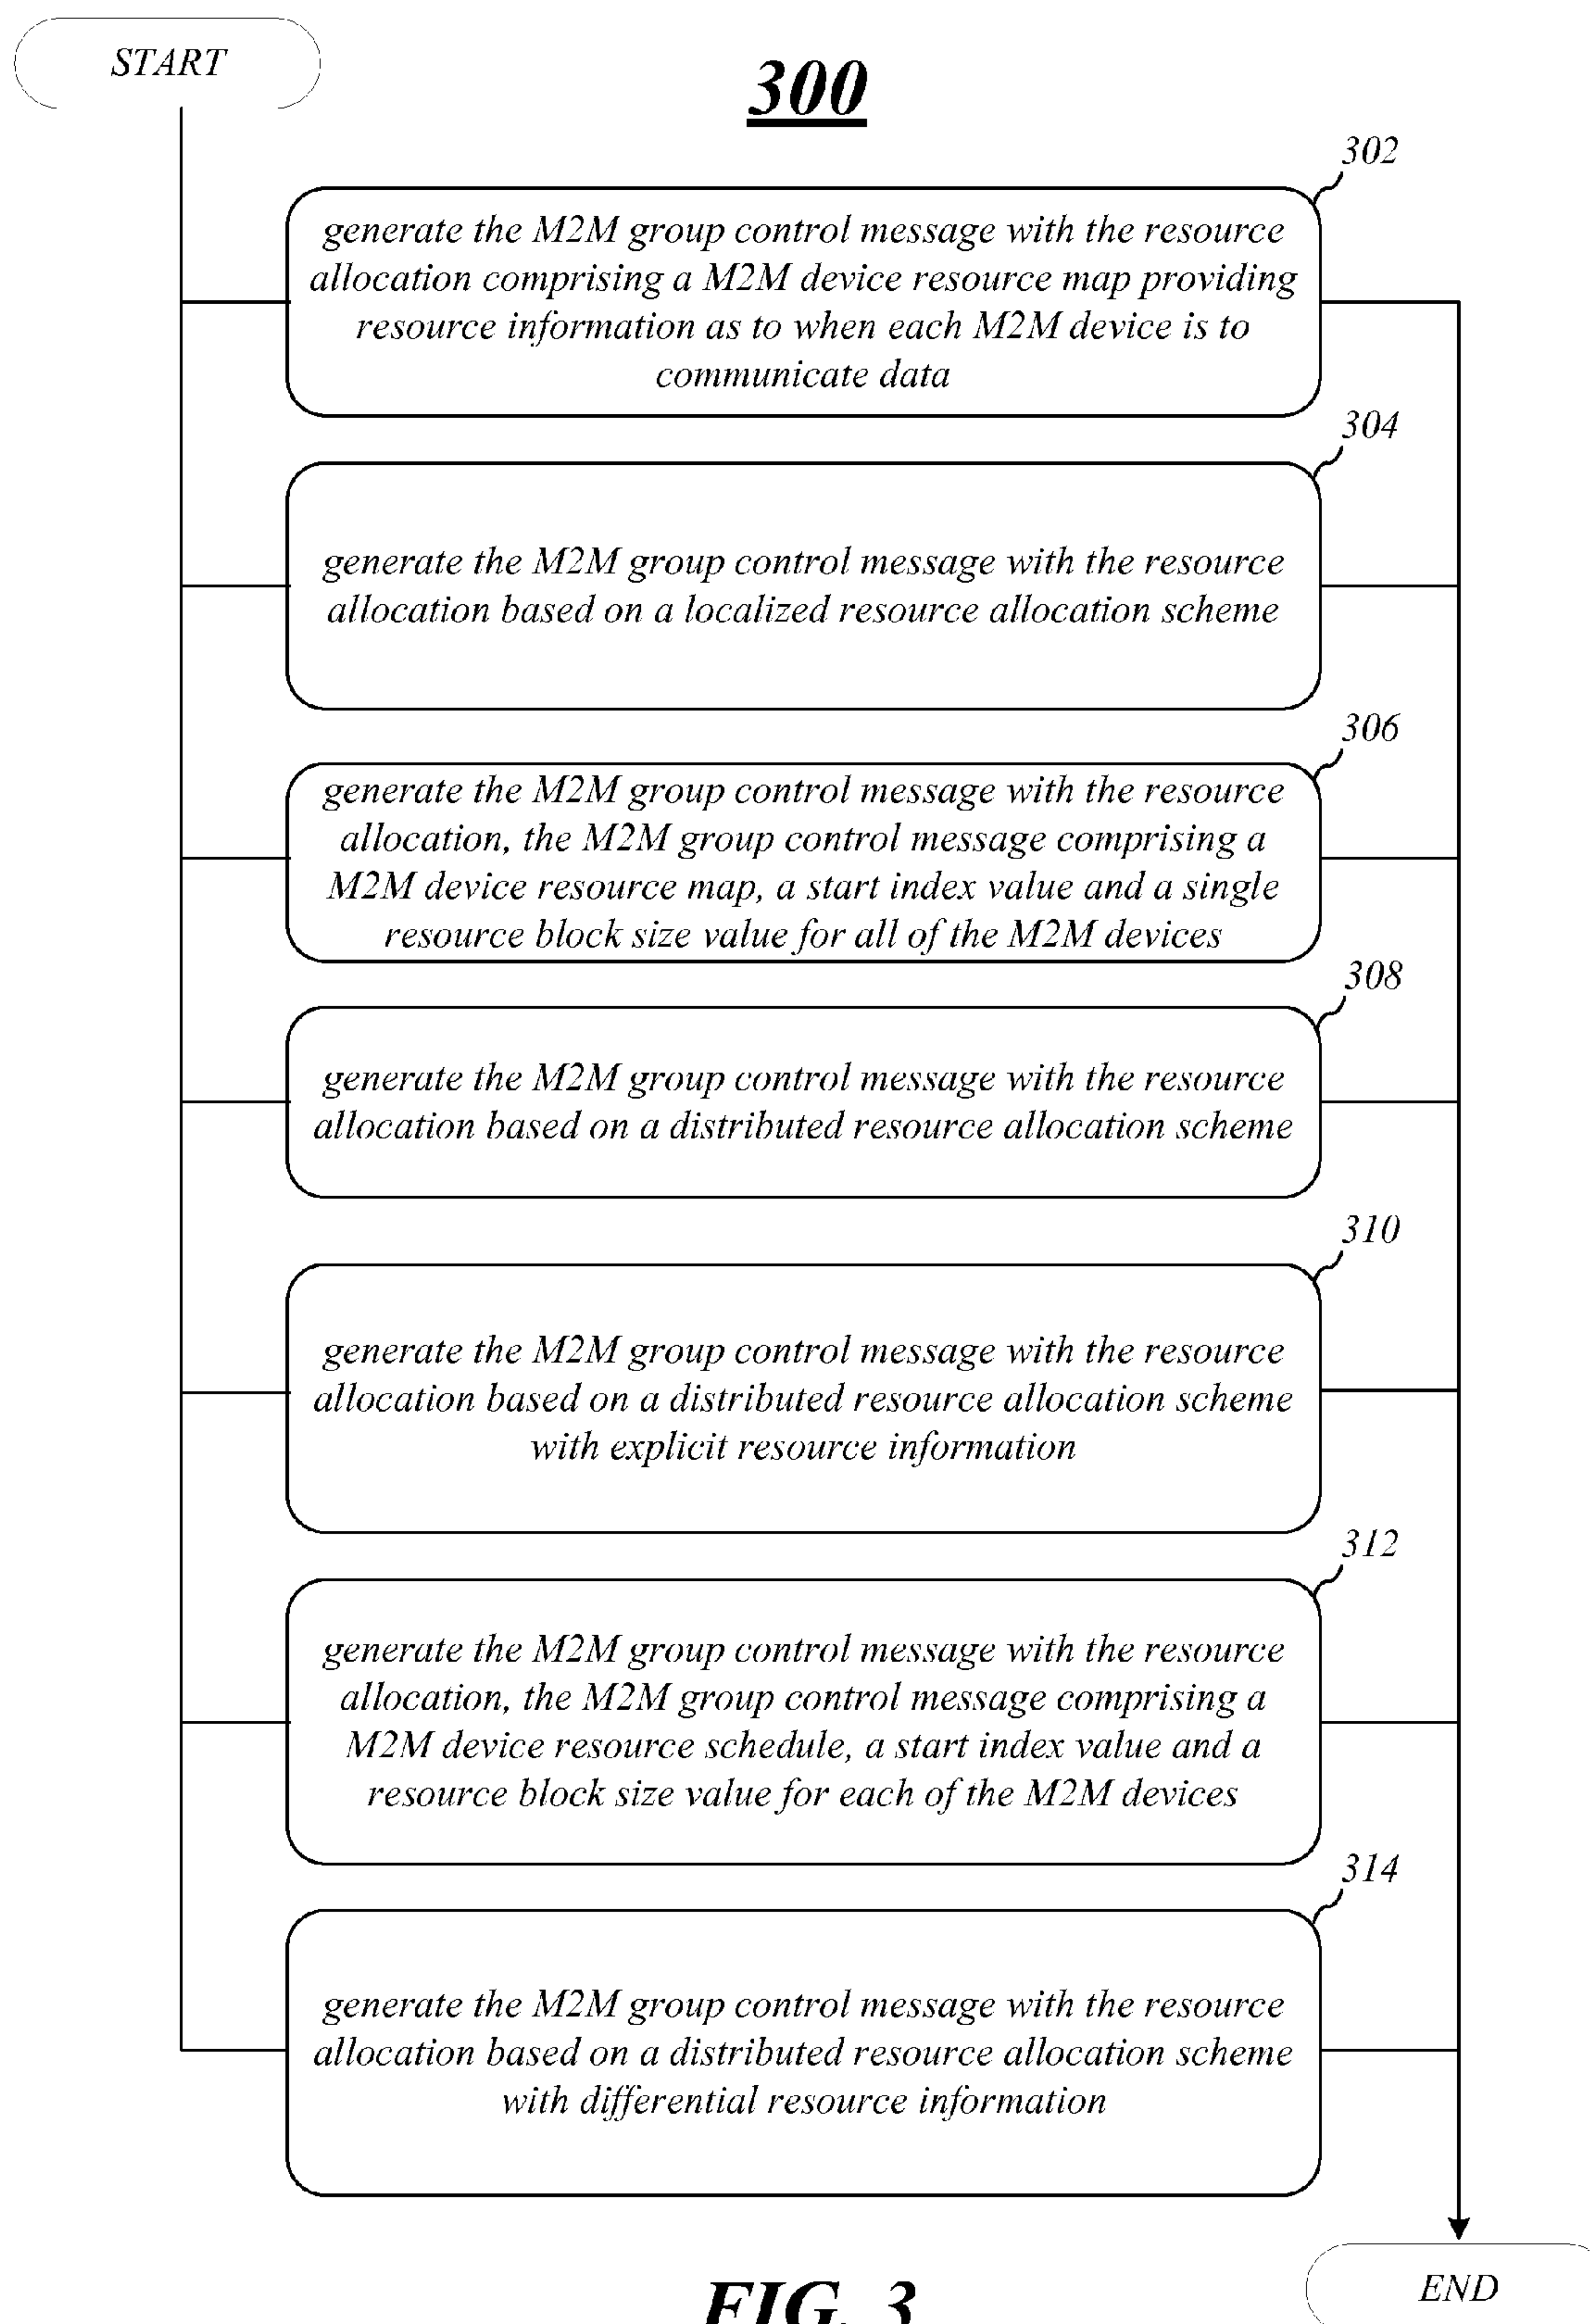 START
300
302
generate the M2M group control message with the resource
allocation comprising a M2M device resource map providing
resource information as to when each M2M device is to
communicate data
304
generate the M2M group control message with the resource
allocation based on a localized resource allocation scheme
306
generate the M2M group control message with the resource
allocation, the M2M group control message comprising a
M2M device resource map, a start index value and a single
resource block size value for all of the M2M devices
308
generate the M2M group control message with the resource
allocation based on a distributed resource allocation scheme
310
generate the M2M group control message with the resource
allocation based on a distributed resource allocation scheme
with explicit resource information
312
generate the M2M group control message with the resource
allocation, the M2M group control message comprising a
M2M device resource schedule, a start index value and a
resource block size value for each of the M2M devices
314
generate the M2M group control message with the resource
allocation based on a distributed resource allocation scheme
with differential resource information
END
FIG. 3